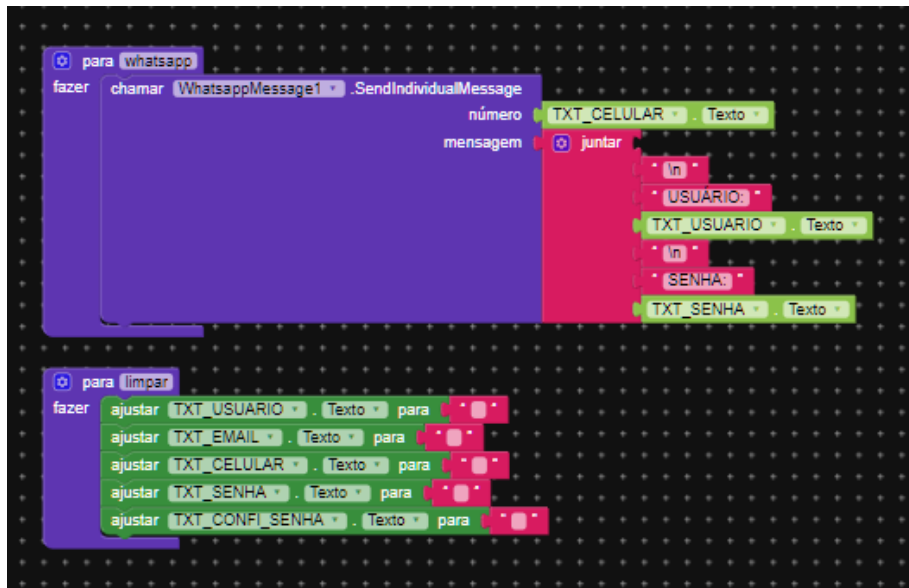 para whatsapp
fazer chamar WhatsappMessage1 .SendIndividualMessage
número TXT_CELULAR . Texto
mensagem juntar
" \n "
" USUÁRIO: "
TXT_USUARIO . Texto
" \n "
" SENHA: "
TXT_SENHA . Texto
para limpar
fazer ajustar TXT_USUARIO . Texto para " "
ajustar TXT_EMAIL . Texto para " "
ajustar TXT_CELULAR . Texto para " "
ajustar TXT_SENHA . Texto para " "
ajustar TXT_CONFI_SENHA . Texto para " "